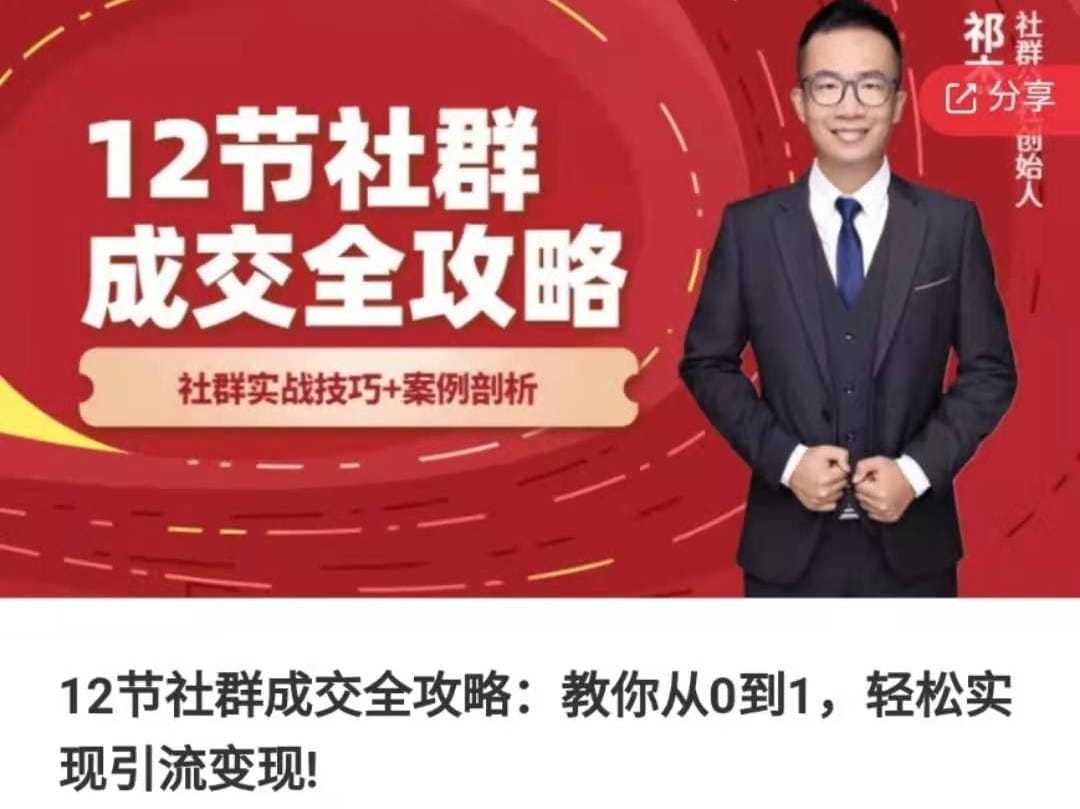 12节社群
成交全攻略
社群实战技巧+案例剖析
祁
社群
创始人
分享
12节社群成交全攻略：教你从0到1，轻松实
现引流变现!